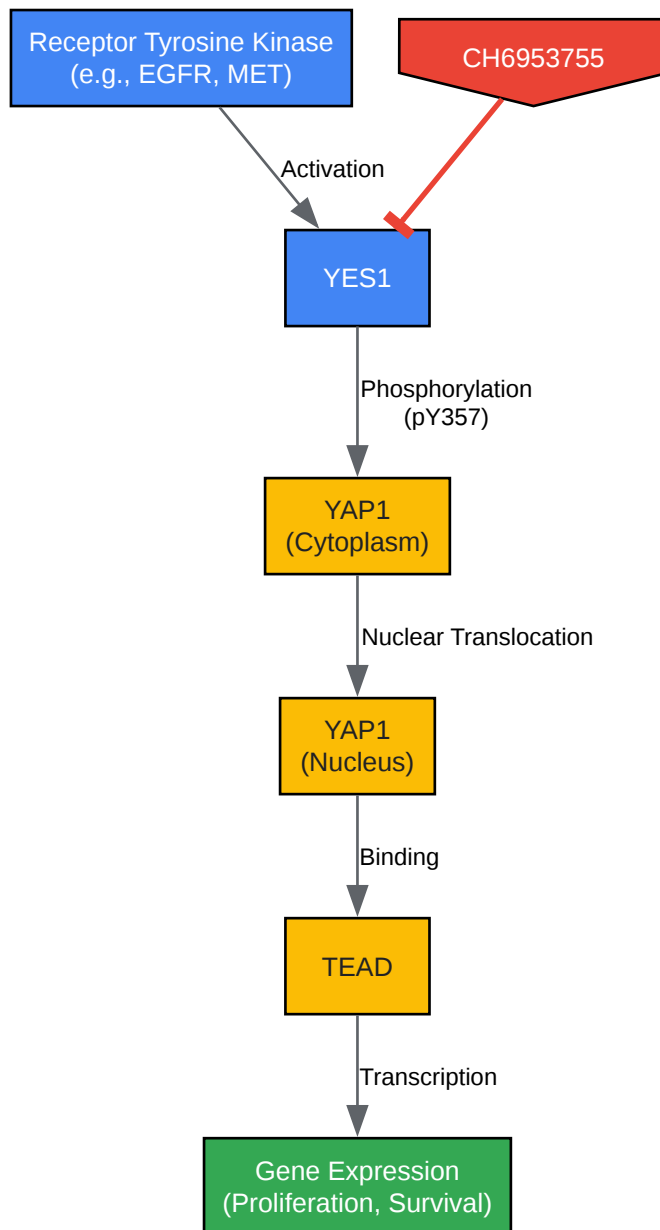 Receptor Tyrosine Kinase
(e.g., EGFR, MET)
CH6953755
Activation
YES1
Phosphorylation
(pY357)
YAP1
(Cytoplasm)
Nuclear Translocation
YAP1
(Nucleus)
Binding
TEAD
Transcription
Gene Expression
(Proliferation, Survival)